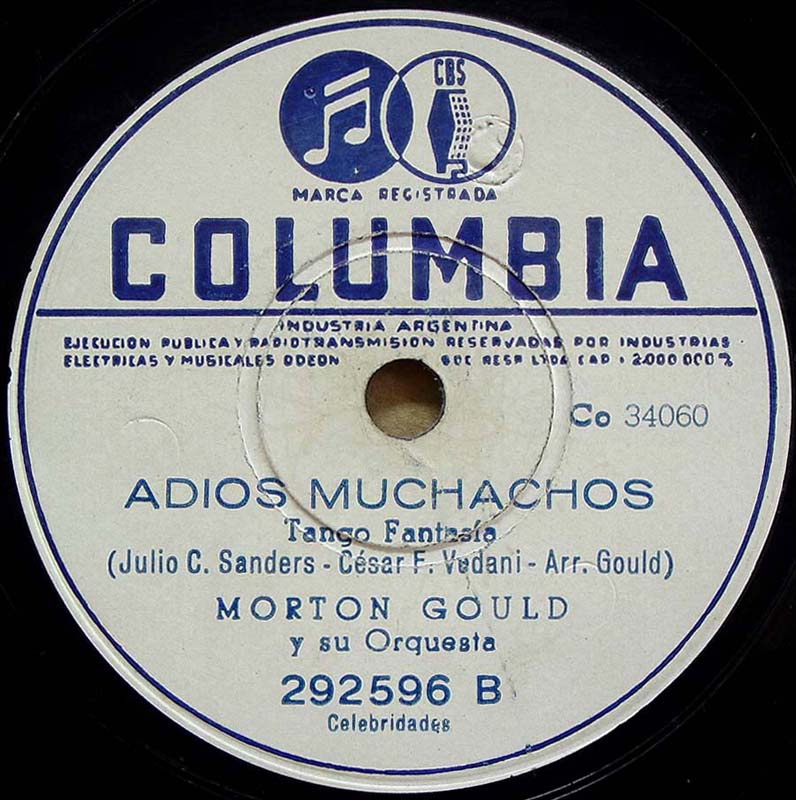 CBS
MARCA REGISTRADA
COLUMBIA
INDUSTRIA ARGENTINA
EJECUCION PUBLICA Y RADIOTRANSMISION RESERVADAS POR INDUSTRIAS
ELECTRICAS Y MUSICALES ODEON SOC RESP LTDA CAP. 2.000.000%
Co 34060
ADIOS MUCHACHOS
Tango Fantasía
(Julio C. Sanders - César F. Vedani - Arr. Gould)
MORTON GOULD
y su Orquesta
292596 B
Celebridades